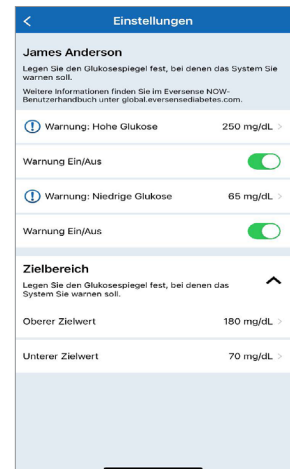 Einstellungen
James Anderson
Legen Sie den Glukosespiegel fest, bei denen das System Sie
warnen soll.
Weitere Informationen finden Sie im Eversense NOW-
Benutzerhandbuch unter global.eversensediabetes.com.
Warnung: Hohe Glukose 250 mg/dL
Warnung Ein/Aus
Warnung: Niedrige Glukose 65 mg/dL
Warnung Ein/Aus
Zielbereich
Legen Sie den Glukosespiegel fest, bei denen das
System Sie warnen soll.
Oberer Zielwert 180 mg/dL
Unterer Zielwert 70 mg/dL